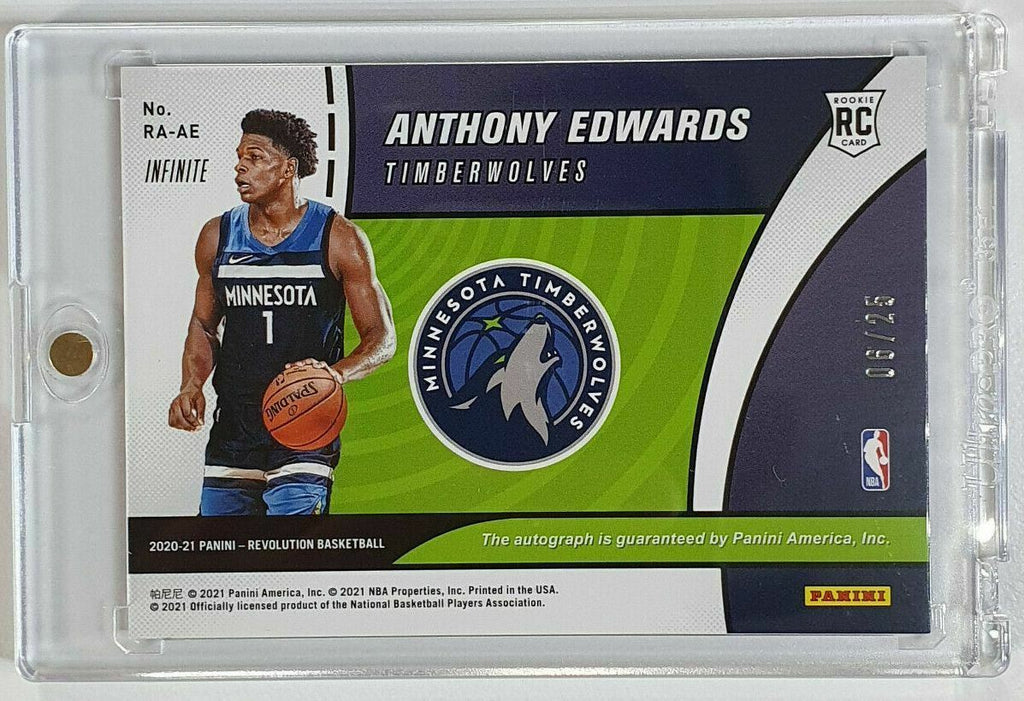 No.
RA-AE
INFINITE
ANTHONY EDWARDS
TIMBERWOLVES
ROOKIE
RC
CARD
MINNESOTA
1
SPALDING
MINNESOTA TIMBERWOLVES
06/25
NBA
2020-21 PANINI – REVOLUTION BASKETBALL
The autograph is guaranteed by Panini America, Inc.
帕尼尼 © 2021 Panini America, Inc. © 2021 NBA Properties, Inc. Printed in the USA.
© 2021 Officially licensed product of the National Basketball Players Association.
PANINI